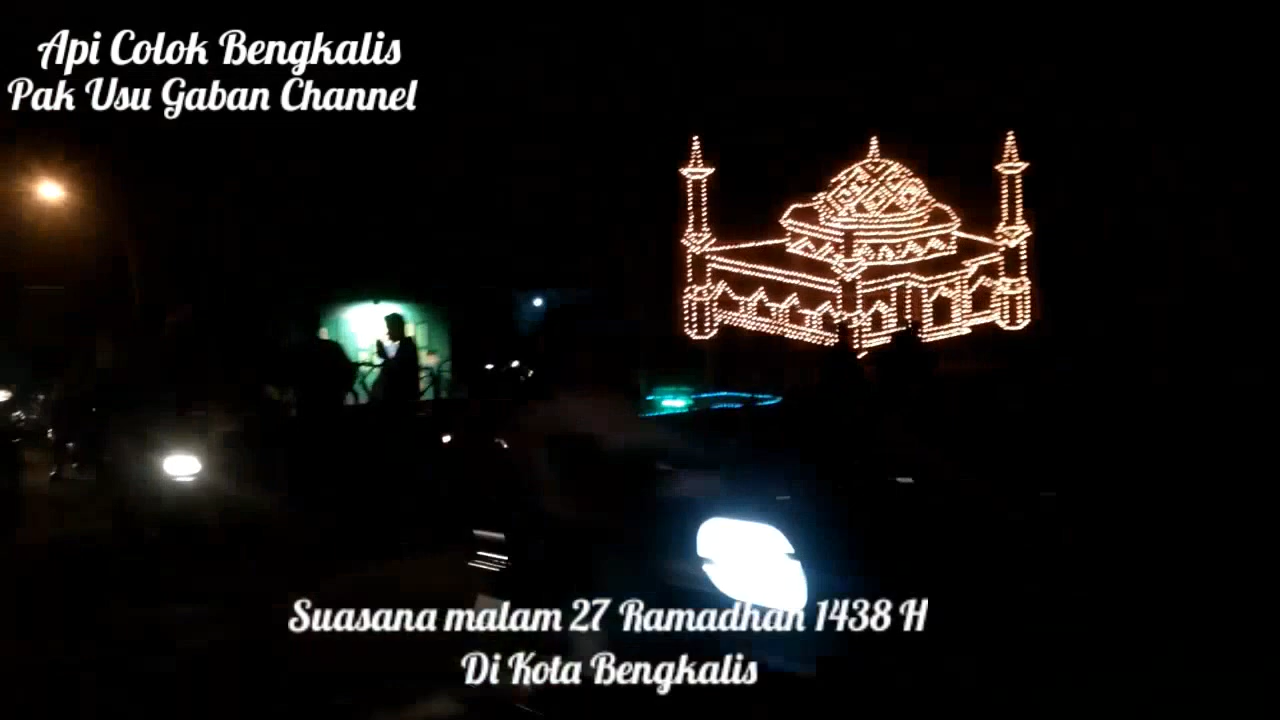 Api Colok Bengkalis
Pak Usu Gaban Channel
Suasana malam 27 Ramadhan 1438 H
Di Kota Bengkalis